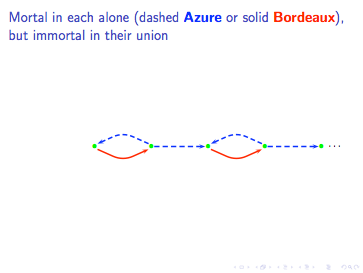 Mortal in each alone (dashed Azure or solid Bordeaux),
but immortal in their union
...